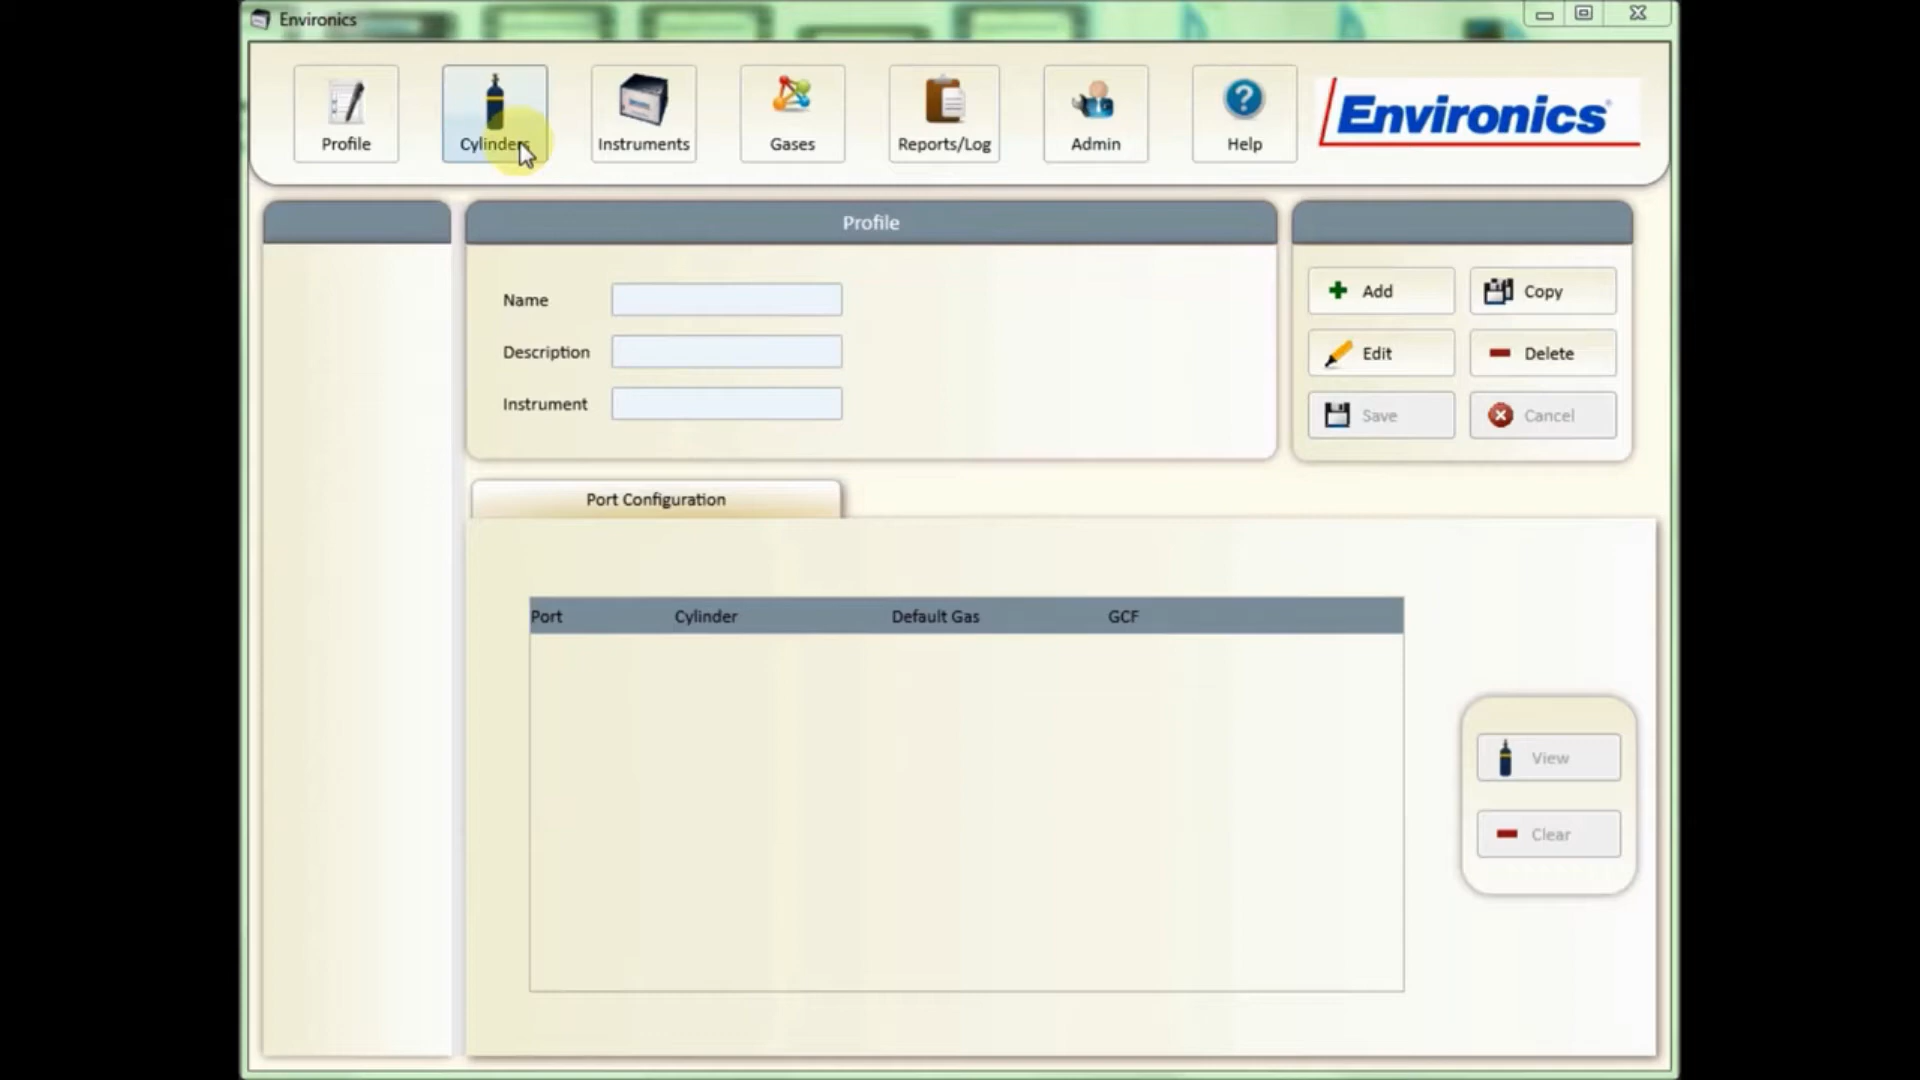 Environics
Profile
Cylinders
Instruments
Gases
Reports/Log
Admin
Help
Environics®
Profile
Name
Description
Instrument
Add
Copy
Edit
Delete
Save
Cancel
Port Configuration
Port Cylinder Default Gas GCF
View
Clear